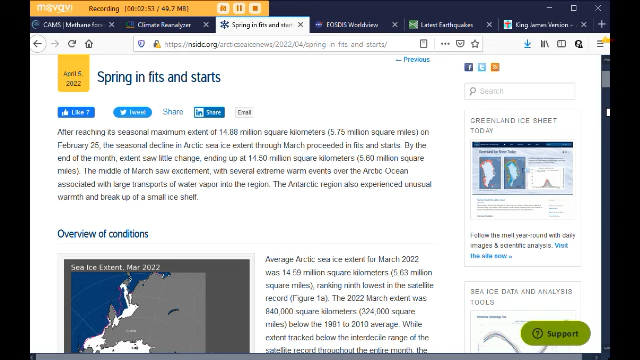 movavi Recording 00:02:53 / 49.7 MB
CAMS | Methane forec
Climate Reanalyzer
Spring in fits and starts
EOSDIS Worldview
Latest Earthquakes
King James Version +
https://nsidc.org/arcticseaicenews/2022/04/spring-in-fits-and-starts/
← Previous
April 5,
2022
Spring in fits and starts
Like 7
Tweet
Share
Share
Email
After reaching its seasonal maximum extent of 14.88 million square kilometers (5.75 million square miles) on
February 25, the seasonal decline in Arctic sea ice extent through March proceeded in fits and starts. By
the end of the month, extent saw little change, ending up at 14.50 million square kilometers (5.60 million square
miles). The middle of March saw excitement, with several extreme warm events over the Arctic Ocean
associated with large transports of water vapor into the region. The Antarctic region also experienced unusual
warmth and break up of a small ice shelf.
Overview of conditions
Sea Ice Extent, Mar 2022
Average Arctic sea ice extent for March 2022
was 14.59 million square kilometers (5.63
million square miles), ranking ninth lowest in the satellite
record (Figure 1a). The 2022 March extent was
840,000 square kilometers (324,000 square
miles) below the 1981 to 2010 average. While
extent tracked below the interdecile range of the
satellite record throughout the entire month, the
Search
GREENLAND ICE SHEET
TODAY
Follow the melt year-round with daily
images & scientific analysis. Visit
the site now »
SEA ICE DATA AND ANALYSIS
TOOLS
Support